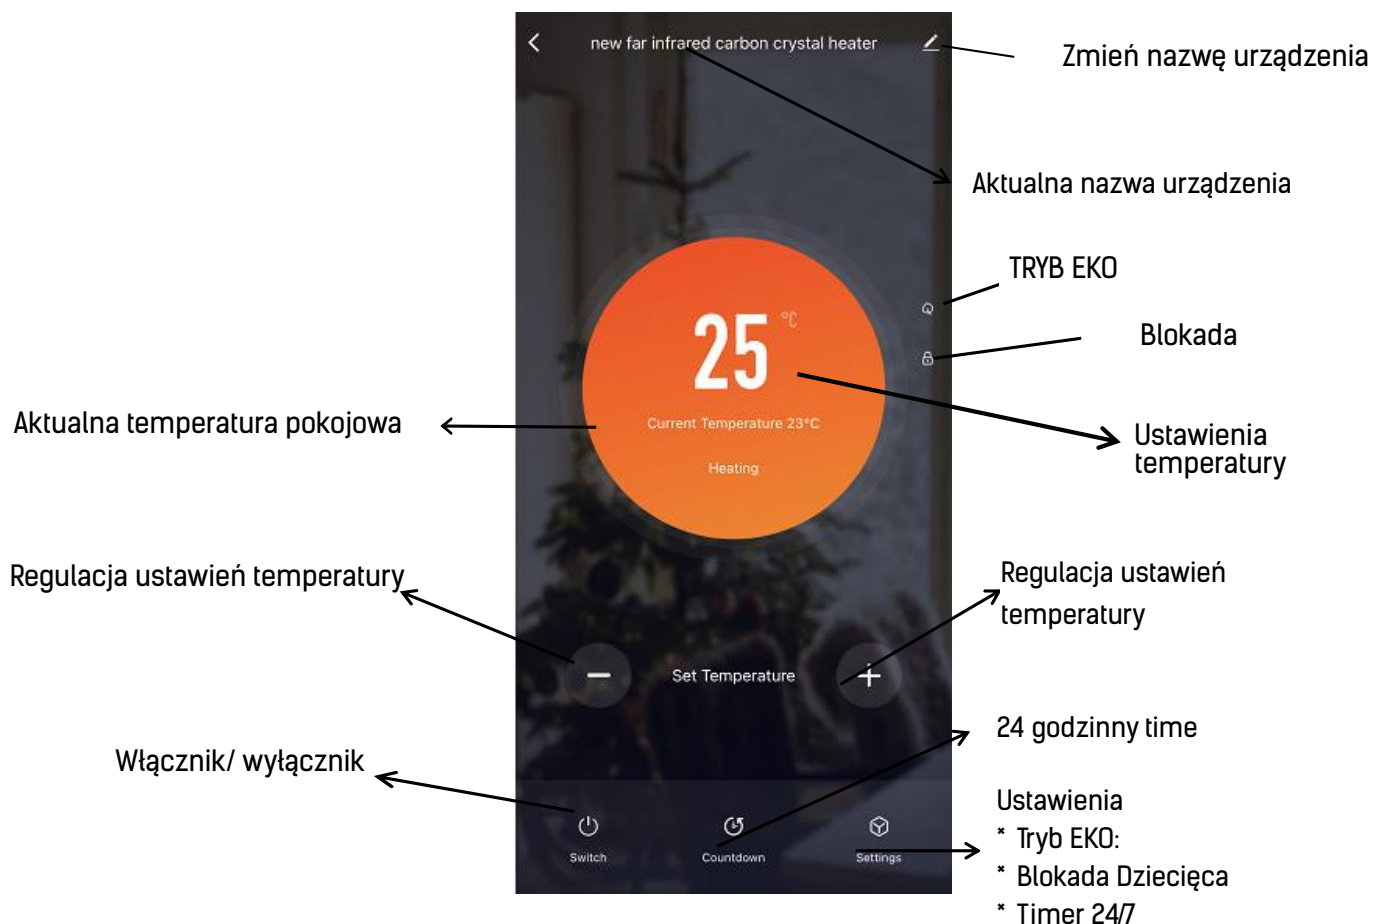 new far infrared carbon crystal heater
Zmień nazwę urządzenia
Aktualna nazwa urządzenia
TRYB EKO
25 °C
Blokada
Current Temperature 23°C
Aktualna temperatura pokojowa
Ustawienia
temperatury
Heating
Regulacja ustawień temperatury
Regulacja ustawień
temperatury
Set Temperature
24 godzinny time
Włącznik/ wyłącznik
Switch
Countdown
Settings
Ustawienia
* Tryb EKO:
* Blokada Dziecięca
* Timer 24/7